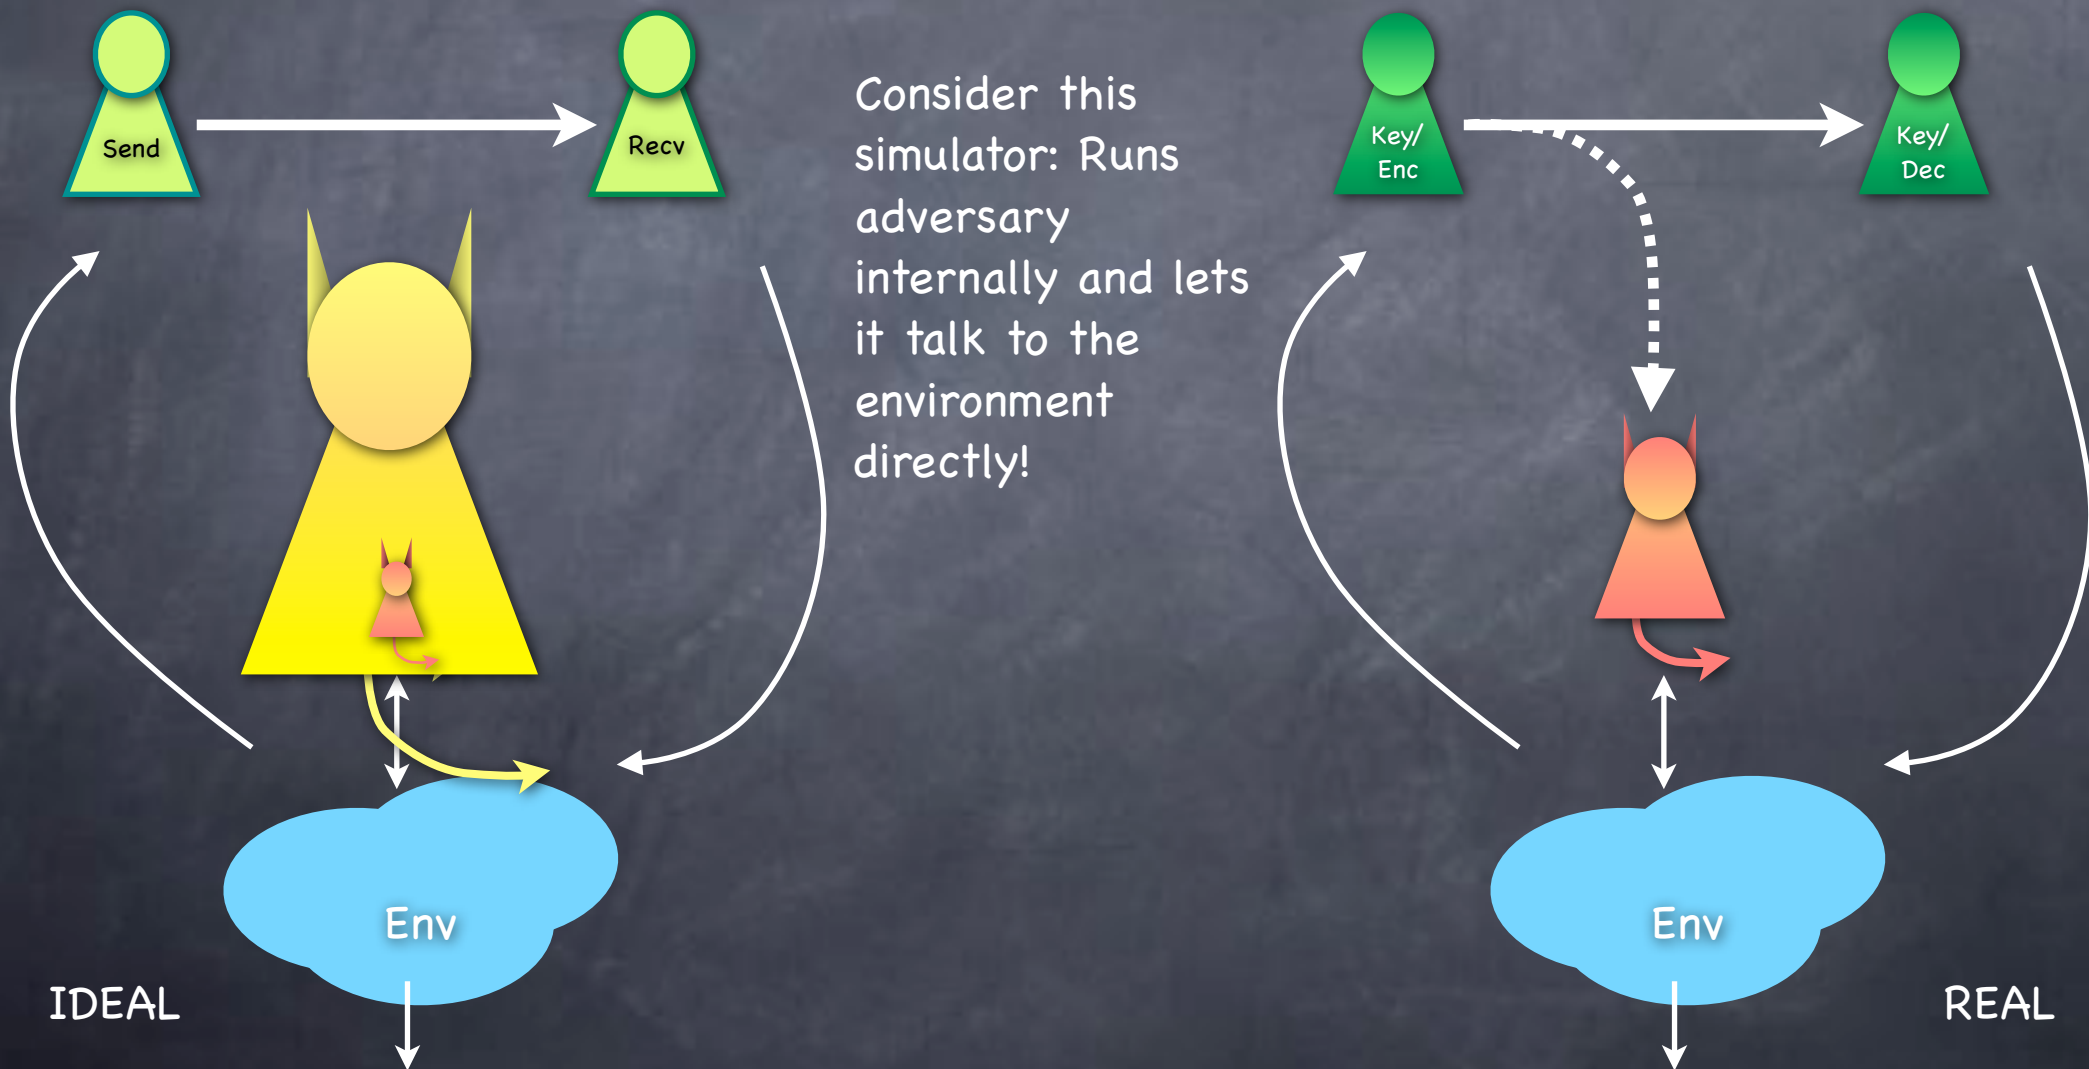 Send
Recv
Consider this
simulator: Runs
adversary
internally and lets
it talk to the
environment
directly!
Key/
Enc
Key/
Dec
Env
Env
IDEAL
REAL